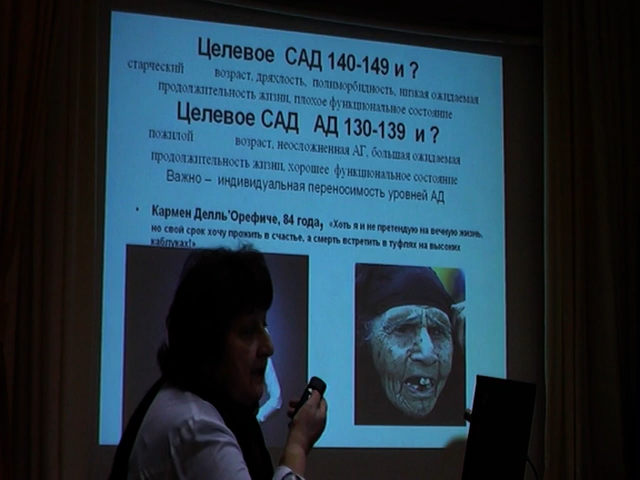 Целевое САД 140-149 и ?
старческий возраст, дряхлость, полиморбидность, низкая ожидаемая
продолжительность жизни, плохое функциональное состояние
Целевое САД АД 130-139 и ?
пожилой возраст, неосложненная АГ, большая ожидаемая
продолжительность жизни, хорошее функциональное состояние
Важно – индивидуальная переносимость уровней АД
• Кармен Делль'Орефиче, 84 года, «Хоть я и не претендую на вечную жизнь,
но свой срок хочу прожить в счастье, а смерть встретить в туфлях на высоких
каблуках!»